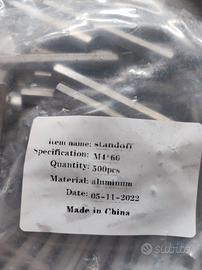 Item name: standoff
Specification: M4*66
Quantity: 500pcs
Material: aluminum
Date: 05-11-2022
Made in China
subito